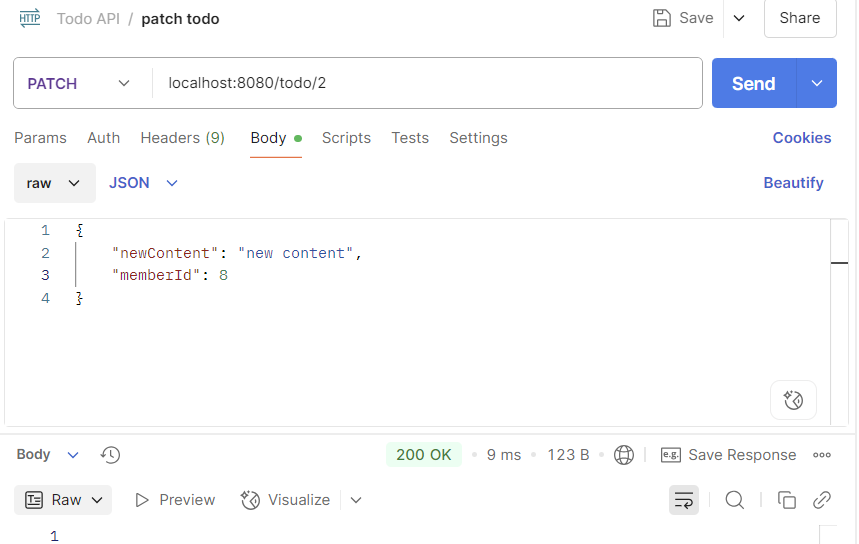 HTTP Todo API / patch todo Save Share
PATCH localhost:8080/todo/2 Send
Params Auth Headers (9) Body Scripts Tests Settings Cookies
raw JSON Beautify
1 {
2 "newContent": "new content",
3 "memberId": 8
4 }
Body 200 OK 9 ms 123 B e.g. Save Response
Raw Preview Visualize
1